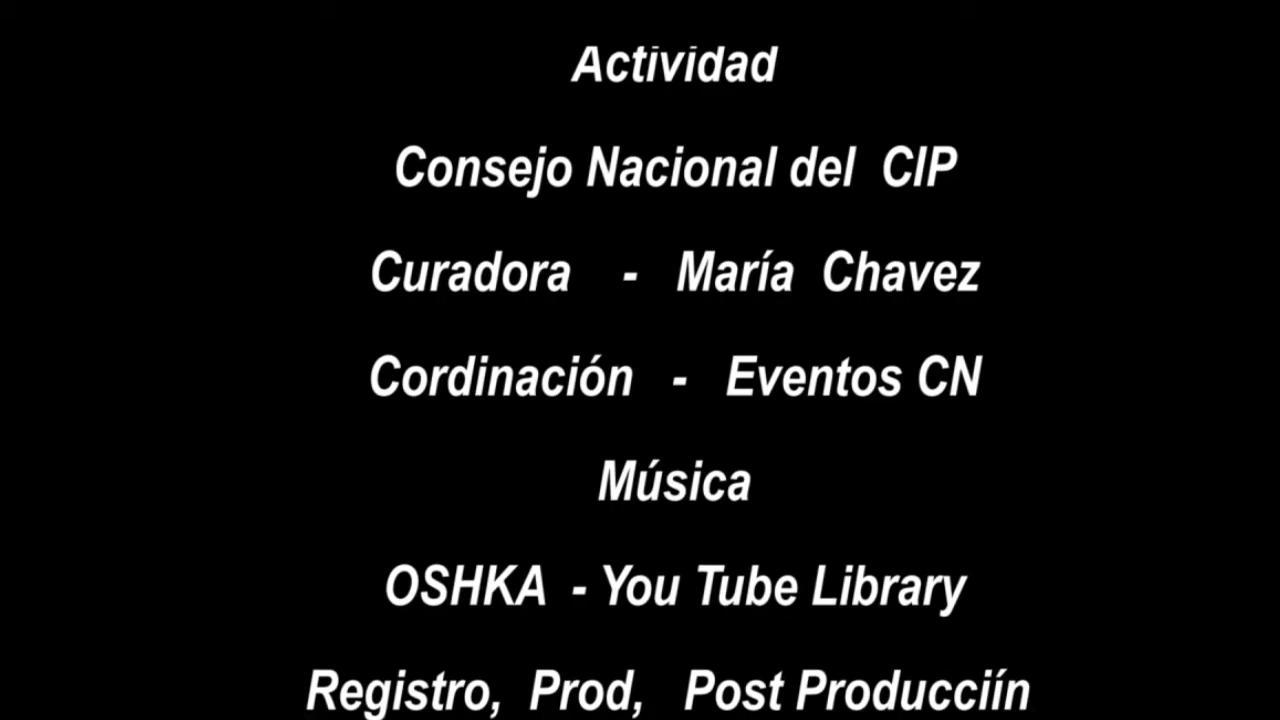 Actividad
Consejo Nacional del CIP
Curadora - María Chavez
Cordinación - Eventos CN
Música
OSHKA - You Tube Library
Registro, Prod, Post Producciín